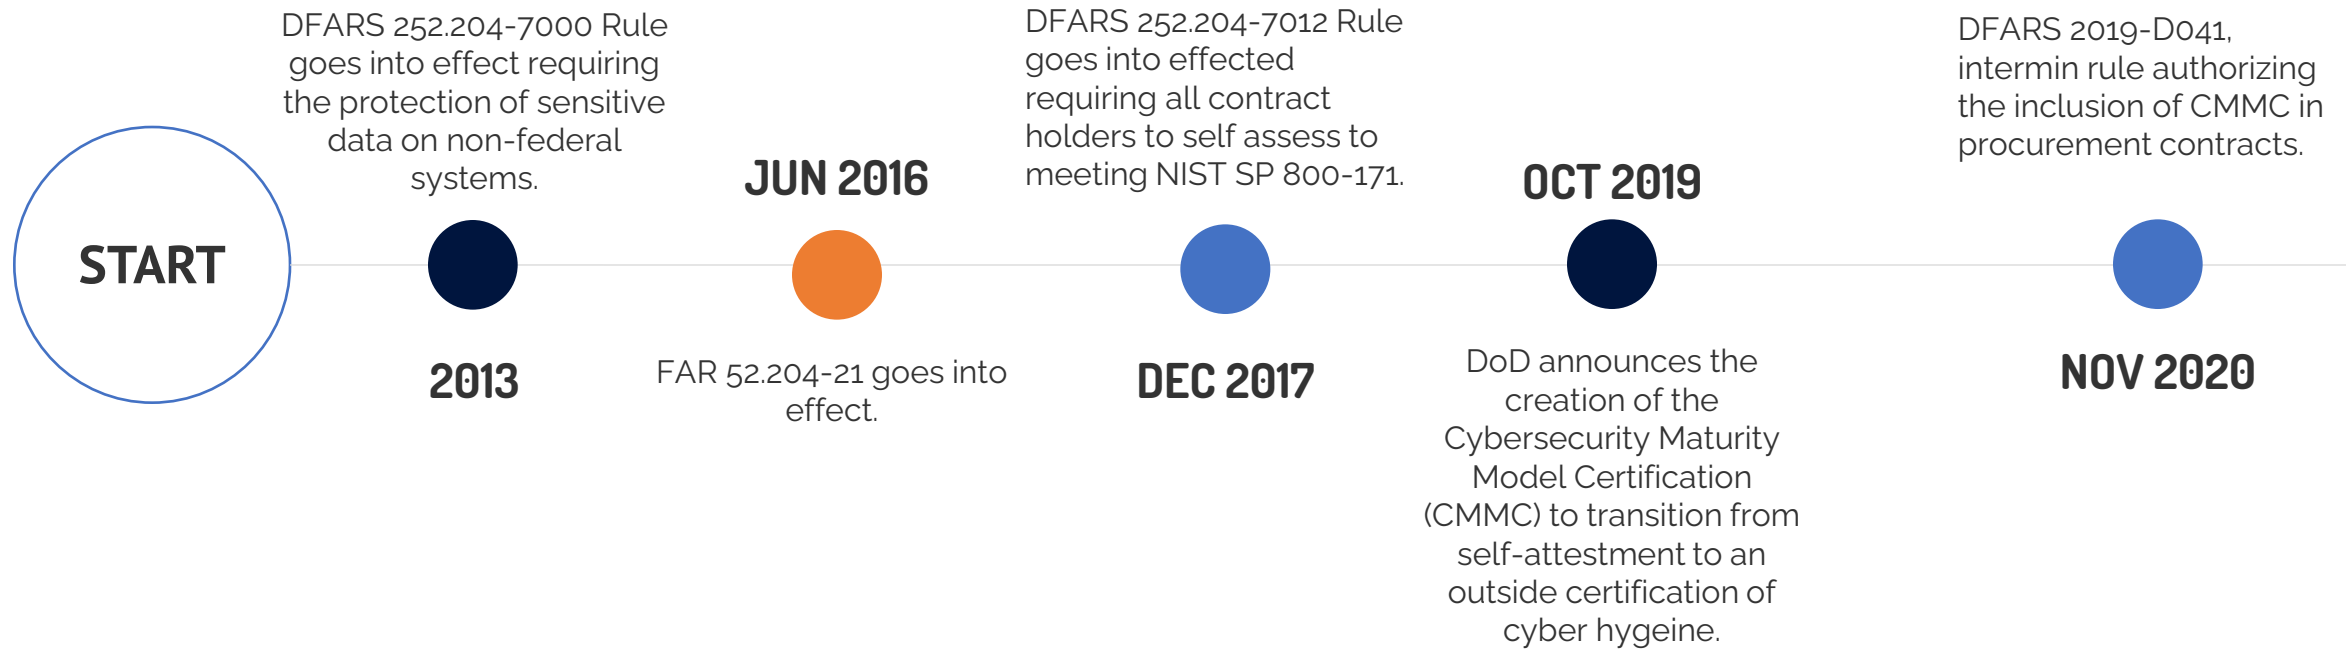 START
DFARS 252.204-7000 Rule
goes into effect requiring
the protection of sensitive
data on non-federal
systems.
2013
JUN 2016
FAR 52.204-21 goes into
effect.
DFARS 252.204-7012 Rule
goes into effected
requiring all contract
holders to self assess to
meeting NIST SP 800-171.
DEC 2017
OCT 2019
DoD announces the
creation of the
Cybersecurity Maturity
Model Certification
(CMMC) to transition from
self-attestment to an
outside certification of
cyber hygeine.
DFARS 2019-D041,
intermin rule authorizing
the inclusion of CMMC in
procurement contracts.
NOV 2020